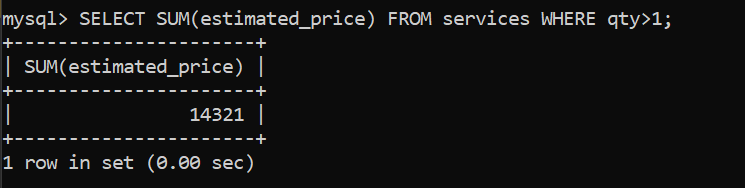 mysql> SELECT SUM(estimated_price) FROM services WHERE qty>1;
+----------------------+
| SUM(estimated_price) |
+----------------------+
|                14321 |
+----------------------+
1 row in set (0.00 sec)